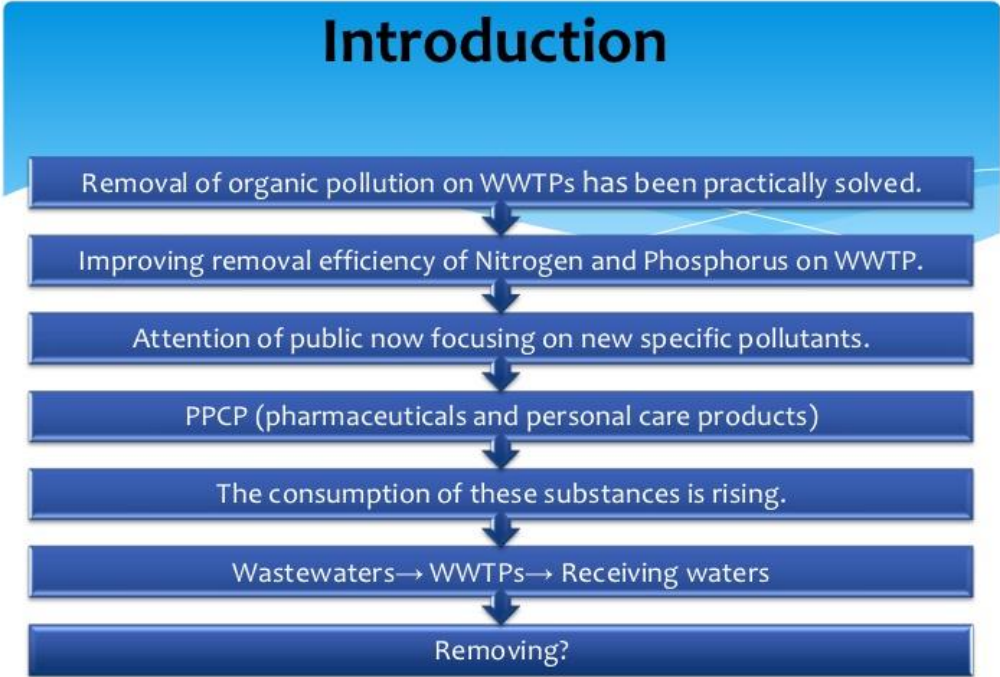 Introduction
Removal of organic pollution on WWTPs has been practically solved.
Improving removal efficiency of Nitrogen and Phosphorus on WWTP.
Attention of public now focusing on new specific pollutants.
PPCP (pharmaceuticals and personal care products)
The consumption of these substances is rising.
Wastewaters→ WWTPs→ Receiving waters
Removing?